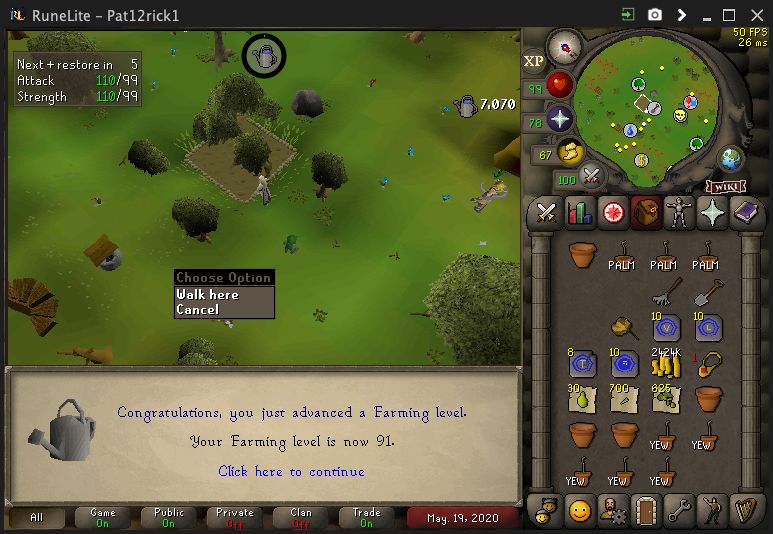 RuneLite - Pat12rick1
50 FPS
26 ms
Next + restore in 5
Attack 110/99
Strength 110/99
7,070
XP
99
78
67
100
WIKI
Choose Option
Walk here
Cancel
PALM PALM PALM
10 10
V L
8 10 2424K 1
T
30 700 625
YEW YEW
YEW YEW YEW
Congratulations, you just advanced a Farming level.
Your Farming level is now 91.
Click here to continue
All
Game
On
Public
On
Private
Off
Clan
Off
Trade
On
May. 19, 2020